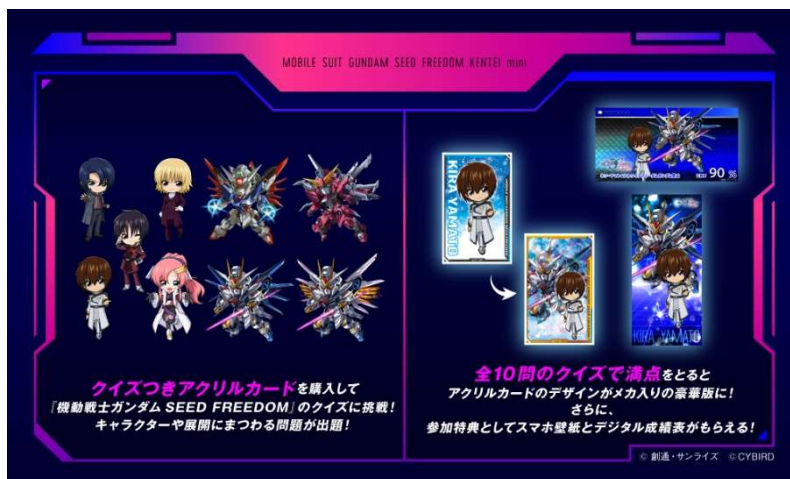 MOBILE SUIT GUNDAM SEED FREEDOM KENTEI mini
クイズつきアクリルカードを購入して
『機動戦士ガンダム SEED FREEDOM』のクイズに挑戦！
キャラクターや展開にまつわる問題が出題！
KIRA YAMATO
90 %
KIRA YAMATO
全10問のクイズで満点をとると
アクリルカードのデザインがメカ入りの豪華版に！
さらに、
参加特典としてスマホ壁紙とデジタル成績表がもらえる！
© 創通・サンライズ ©CYBIRD